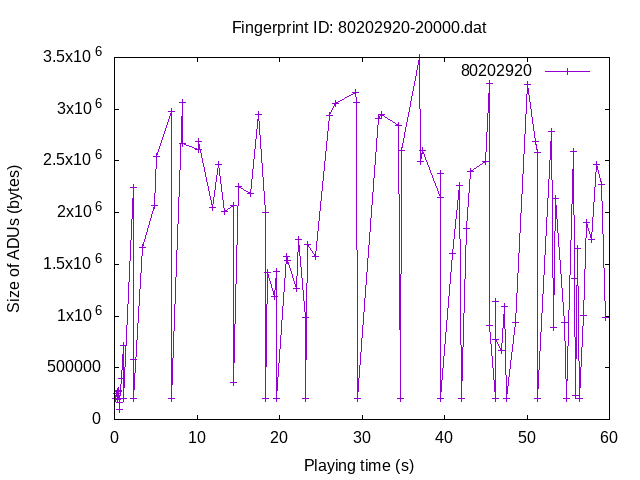 Fingerprint ID: 80202920-20000.dat
3.5x10^6
80202920
3x10^6
2.5x10^6
2x10^6
1.5x10^6
1x10^6
500000
0
Size of ADUs (bytes)
0 10 20 30 40 50 60
Playing time (s)